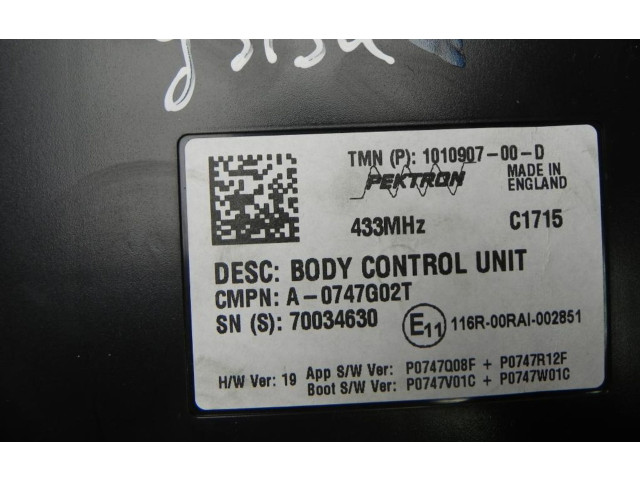 TMN (P): 1010907-00-D
PEKTRON
MADE IN
ENGLAND
433MHz
C1715
DESC: BODY CONTROL UNIT
CMPN: A-0747G02T
SN (S): 70034630
E11
116R-00RAI-002851
H/W Ver: 19 App S/W Ver: P0747Q08F + P0747R12F
Boot S/W Ver: P0747V01C + P0747W01C